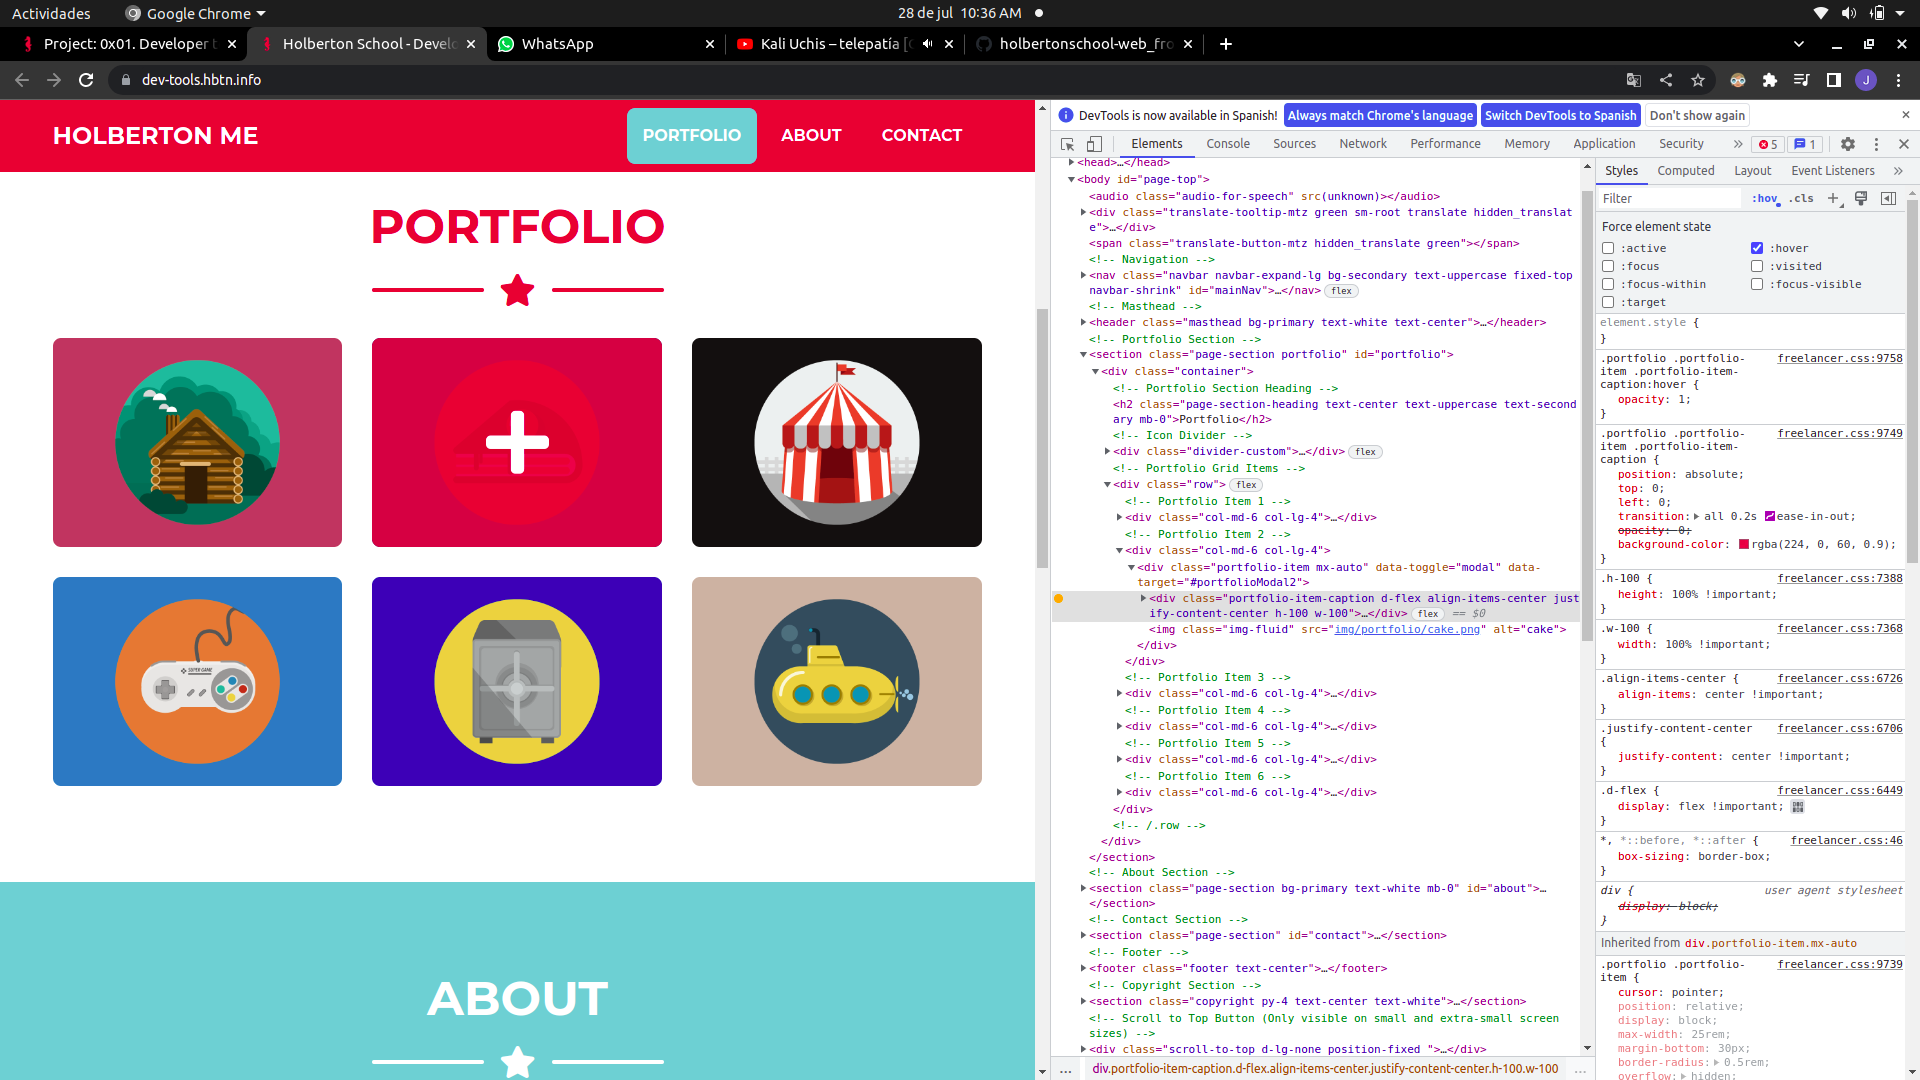 Actividades
Google Chrome
28 de jul 10:36 AM
Project: 0x01. Developer t
Holberton School - Develo
WhatsApp
Kali Uchis – telepatía [
holbertonschool-web_fro
dev-tools.hbtn.info
J
HOLBERTON ME
PORTFOLIO
ABOUT
CONTACT
PORTFOLIO
SUPER GAME
ABOUT
DevTools is now available in Spanish!
Always match Chrome's language
Switch DevTools to Spanish
Don't show again
Elements
Console
Sources
Network
Performance
Memory
Application
Security
5
1
<head>…</head>
<body id="page-top">
<audio class="audio-for-speech" src(unknown)></audio>
<div class="translate-tooltip-mtz green sm-root translate hidden_translat
e">…</div>
<span class="translate-button-mtz hidden_translate green"></span>
<!-- Navigation -->
<nav class="navbar navbar-expand-lg bg-secondary text-uppercase fixed-top
navbar-shrink" id="mainNav">…</nav> flex
<!-- Masthead -->
<header class="masthead bg-primary text-white text-center">…</header>
<!-- Portfolio Section -->
<section class="page-section portfolio" id="portfolio">
<div class="container">
<!-- Portfolio Section Heading -->
<h2 class="page-section-heading text-center text-uppercase text-second
ary mb-0">Portfolio</h2>
<!-- Icon Divider -->
<div class="divider-custom">…</div> flex
<!-- Portfolio Grid Items -->
<div class="row"> flex
<!-- Portfolio Item 1 -->
<div class="col-md-6 col-lg-4">…</div>
<!-- Portfolio Item 2 -->
<div class="col-md-6 col-lg-4">
<div class="portfolio-item mx-auto" data-toggle="modal" data-
target="#portfolioModal2">
<div class="portfolio-item-caption d-flex align-items-center just
ify-content-center h-100 w-100">…</div> flex == $0
<img class="img-fluid" src="img/portfolio/cake.png" alt="cake">
</div>
</div>
<!-- Portfolio Item 3 -->
<div class="col-md-6 col-lg-4">…</div>
<!-- Portfolio Item 4 -->
<div class="col-md-6 col-lg-4">…</div>
<!-- Portfolio Item 5 -->
<div class="col-md-6 col-lg-4">…</div>
<!-- Portfolio Item 6 -->
<div class="col-md-6 col-lg-4">…</div>
</div>
<!-- /.row -->
</div>
</section>
<!-- About Section -->
<section class="page-section bg-primary text-white mb-0" id="about">…
</section>
<!-- Contact Section -->
<section class="page-section" id="contact">…</section>
<!-- Footer -->
<footer class="footer text-center">…</footer>
<!-- Copyright Section -->
<section class="copyright py-4 text-center text-white">…</section>
<!-- Scroll to Top Button (Only visible on small and extra-small screen
sizes) -->
<div class="scroll-to-top d-lg-none position-fixed ">…</div>
… div.portfolio-item-caption.d-flex.align-items-center.justify-content-center.h-100.w-100 …
Styles
Computed
Layout
Event Listeners
Filter
:hov
.cls
Force element state
:active
:hover
:focus
:visited
:focus-within
:focus-visible
:target
element.style {
}
.portfolio .portfolio- freelancer.css:9758
item .portfolio-item-
caption:hover {
opacity: 1;
}
.portfolio .portfolio- freelancer.css:9749
item .portfolio-item-
caption {
position: absolute;
top: 0;
left: 0;
transition: all 0.2s ease-in-out;
opacity: 0;
background-color: rgba(224, 0, 60, 0.9);
}
.h-100 { freelancer.css:7388
height: 100% !important;
}
.w-100 { freelancer.css:7368
width: 100% !important;
}
.align-items-center { freelancer.css:6726
align-items: center !important;
}
.justify-content-center freelancer.css:6706
{
justify-content: center !important;
}
.d-flex { freelancer.css:6449
display: flex !important;
}
*, *::before, *::after { freelancer.css:46
box-sizing: border-box;
}
div { user agent stylesheet
display: block;
}
Inherited from div.portfolio-item.mx-auto
.portfolio .portfolio- freelancer.css:9739
item {
cursor: pointer;
position: relative;
display: block;
max-width: 25rem;
margin-bottom: 30px;
border-radius: 0.5rem;
overflow: hidden;